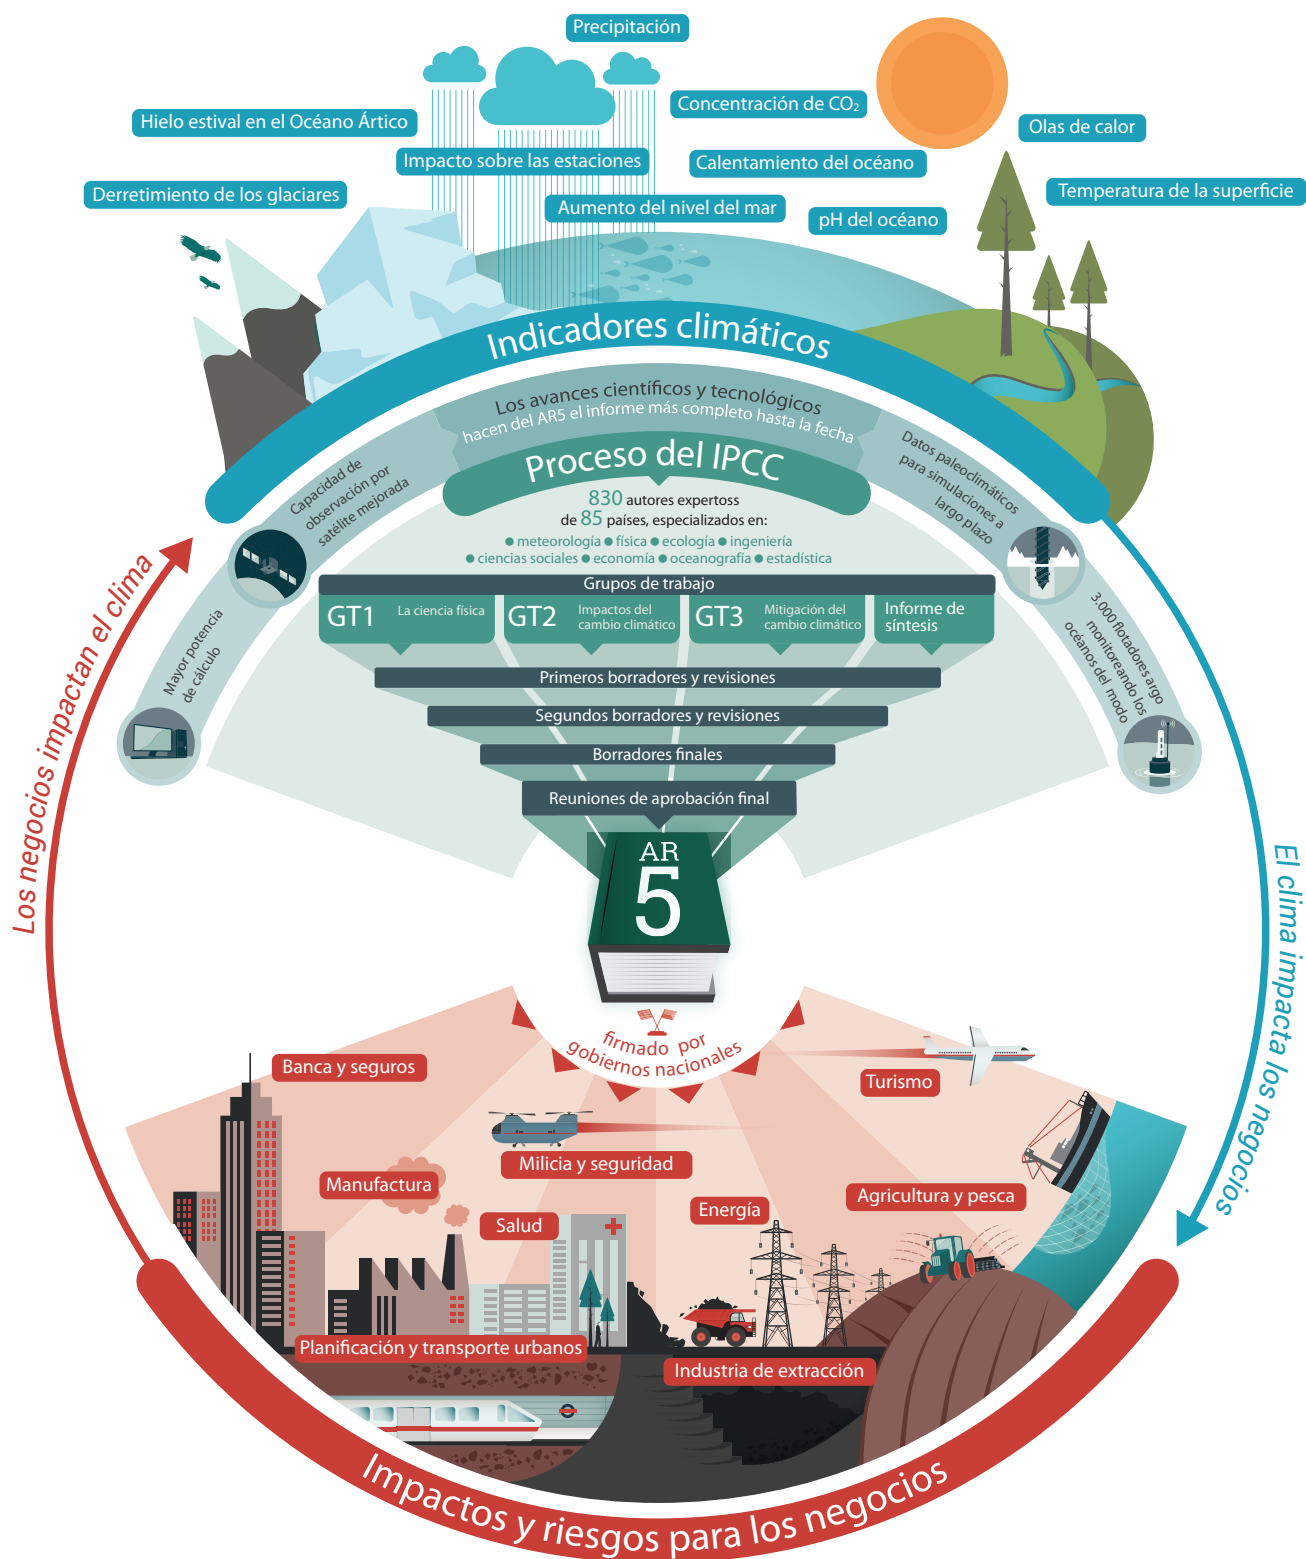 Precipitación
Concentración de CO₂
Hielo estival en el Océano Ártico
Olas de calor
Impacto sobre las estaciones
Calentamiento del océano
Derretimiento de los glaciares
Temperatura de la superficie
Aumento del nivel del mar
pH del océano
Indicadores climáticos
Los avances científicos y tecnológicos
hacen del AR5 el informe más completo hasta la fecha
Capacidad de
observación por
satélite mejorada
Datos paleoclimáticos
para simulaciones a
largo plazo
Mayor potencia
de cálculo
3.000 flotadores argo
monitoreando los
océanos del modo
Proceso del IPCC
830 autores expertoss
de 85 países, especializados en:
● meteorología ● física ● ecología ● ingeniería
● ciencias sociales ● economía ● oceanografía ● estadística
Grupos de trabajo
GT1 La ciencia física
GT2 Impactos del
cambio climático
GT3 Mitigación del
cambio climático
Informe de
síntesis
Primeros borradores y revisiones
Segundos borradores y revisiones
Borradores finales
Reuniones de aprobación final
AR
5
firmado por
gobiernos nacionales
Los negocios impactan el clima
El clima impacta los negocios
Banca y seguros
Turismo
Milicia y seguridad
Manufactura
Agricultura y pesca
Energía
Salud
Planificación y transporte urbanos
Industria de extracción
Impactos y riesgos para los negocios